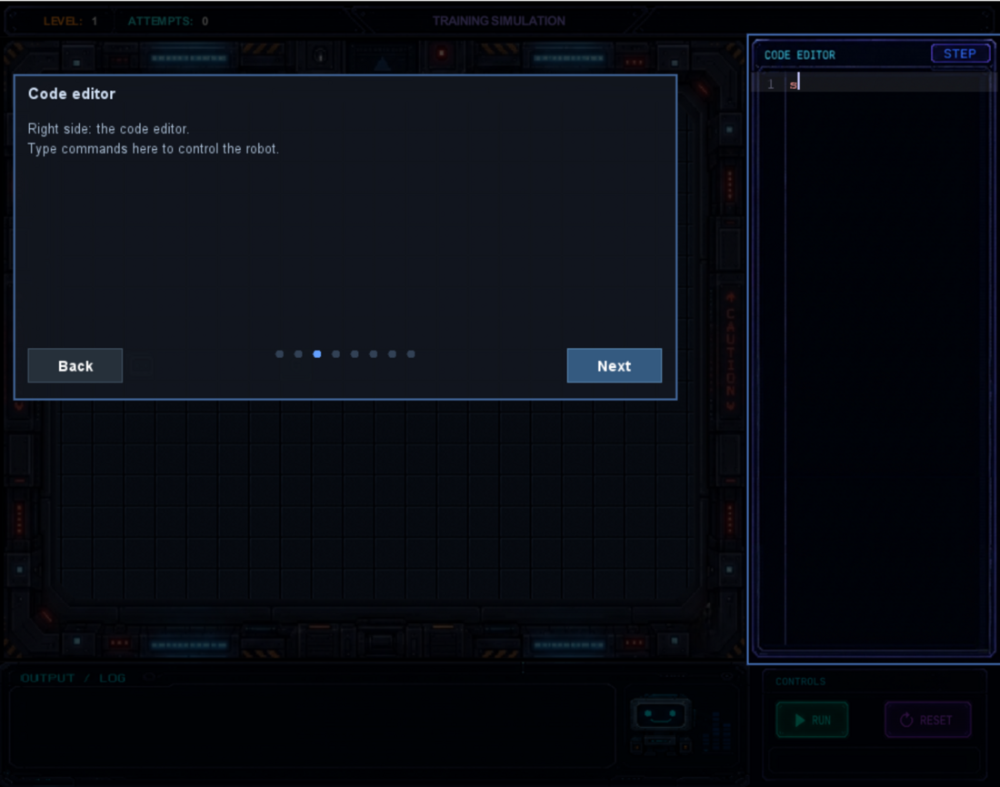 LEVEL: 1
ATTEMPTS: 0
TRAINING SIMULATION
CODE EDITOR
STEP
1 s
Code editor
Right side: the code editor.
Type commands here to control the robot.
Back
Next
CAUTION
OUTPUT / LOG
CONTROLS
RUN
RESET